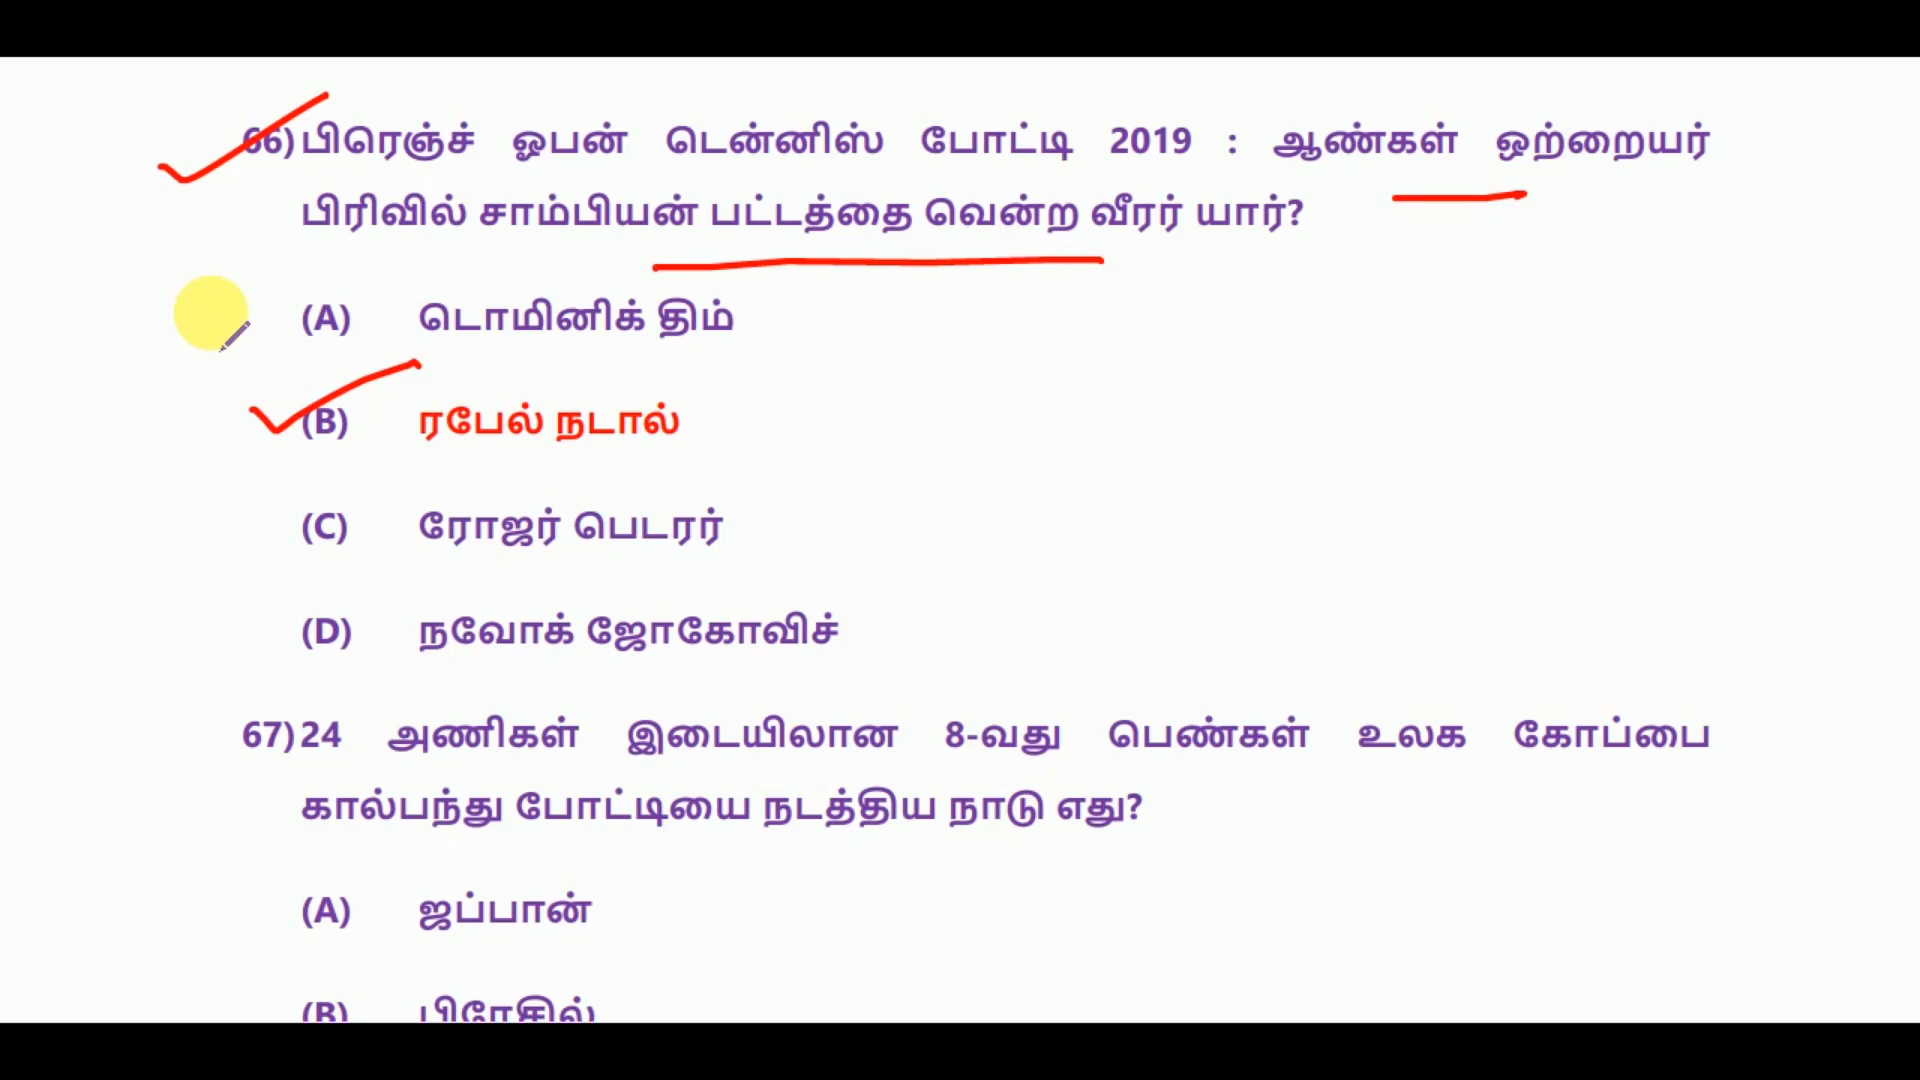 66) பிரெஞ்ச் ஓபன் டென்னிஸ் போட்டி 2019 : ஆண்கள் ஒற்றையர்
பிரிவில் சாம்பியன் பட்டத்தை வென்ற வீரர் யார்?
(A) டொமினிக் திம்
(B) ரபேல் நடால்
(C) ரோஜர் பெடரர்
(D) நவோக் ஜோகோவிச்
67) 24 அணிகள் இடையிலான 8-வது பெண்கள் உலக கோப்பை
கால்பந்து போட்டியை நடத்திய நாடு எது?
(A) ஜப்பான்
(B) பிரேசில்